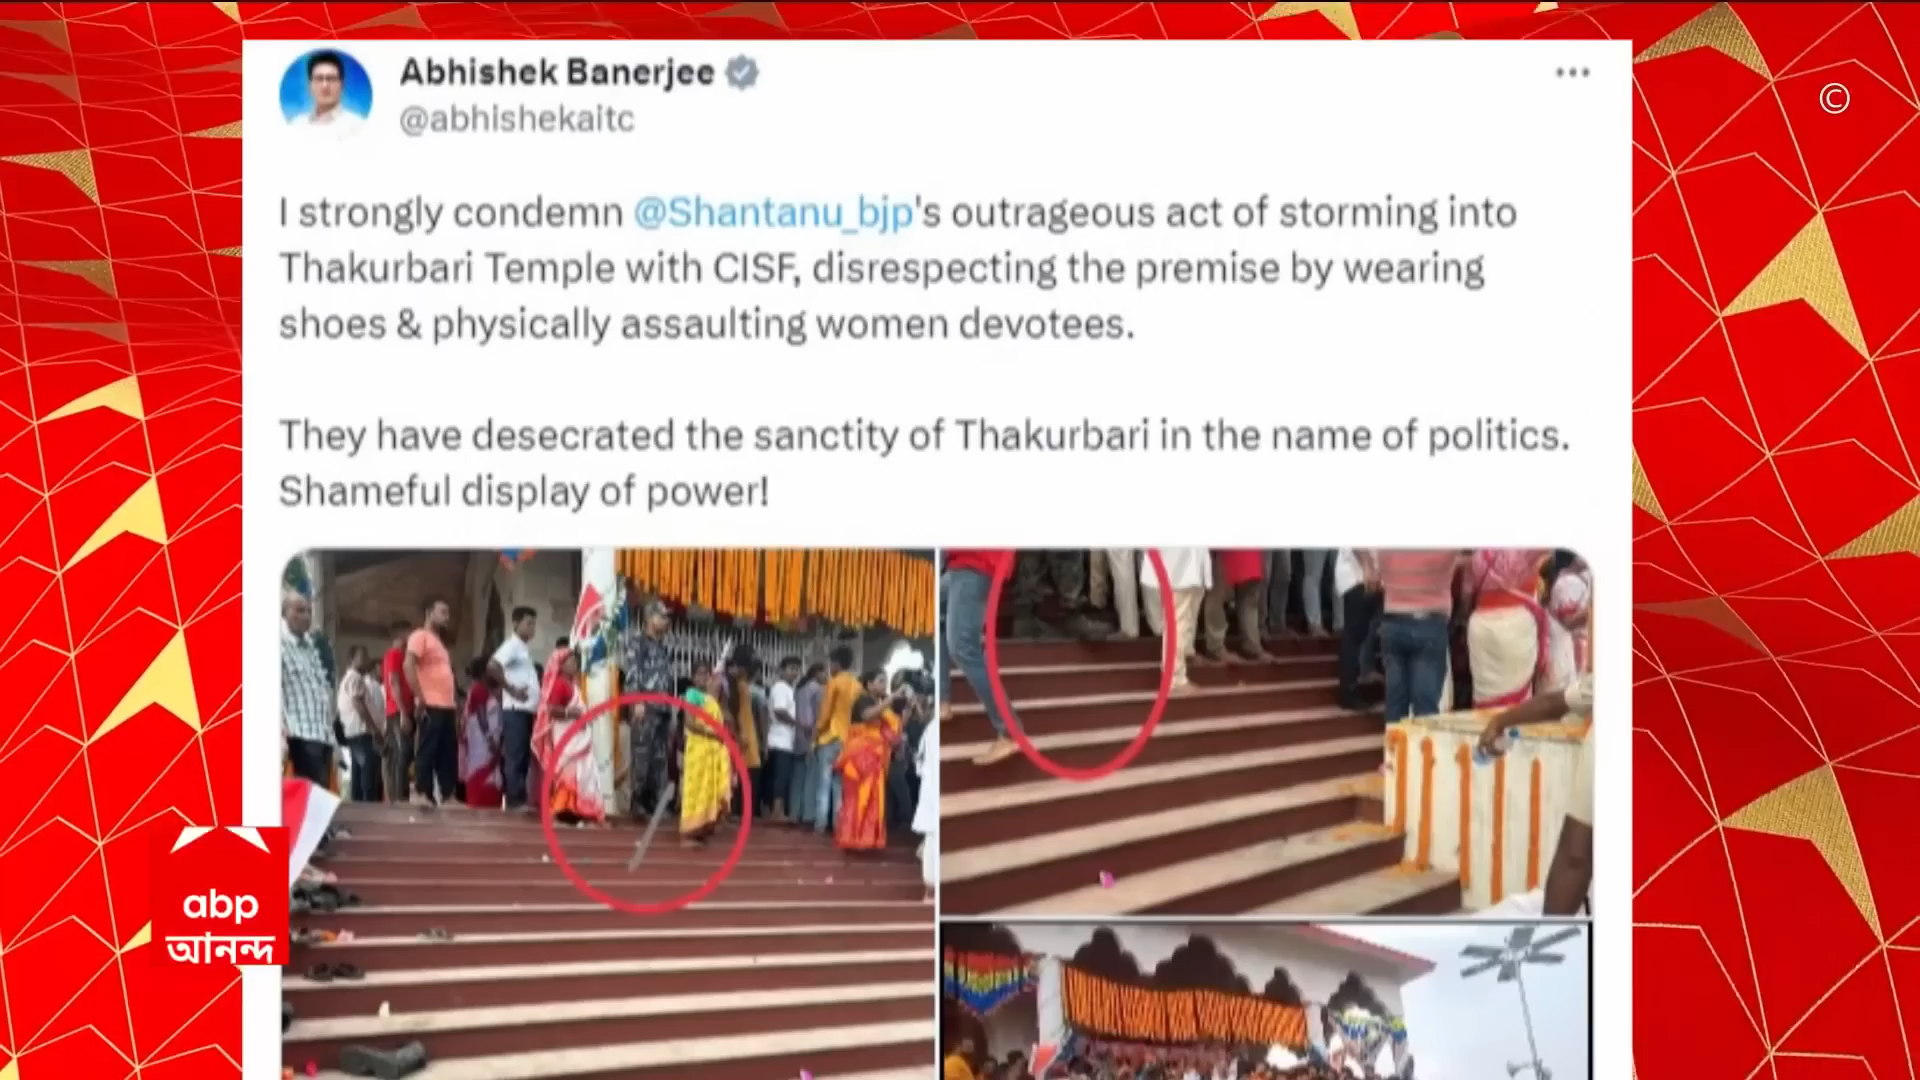 Abhishek Banerjee
@abhishekaitc
©
I strongly condemn @Shantanu_bjp's outrageous act of storming into
Thakurbari Temple with CISF, disrespecting the premise by wearing
shoes & physically assaulting women devotees.
They have desecrated the sanctity of Thakurbari in the name of politics.
Shameful display of power!
abp
আনন্দ